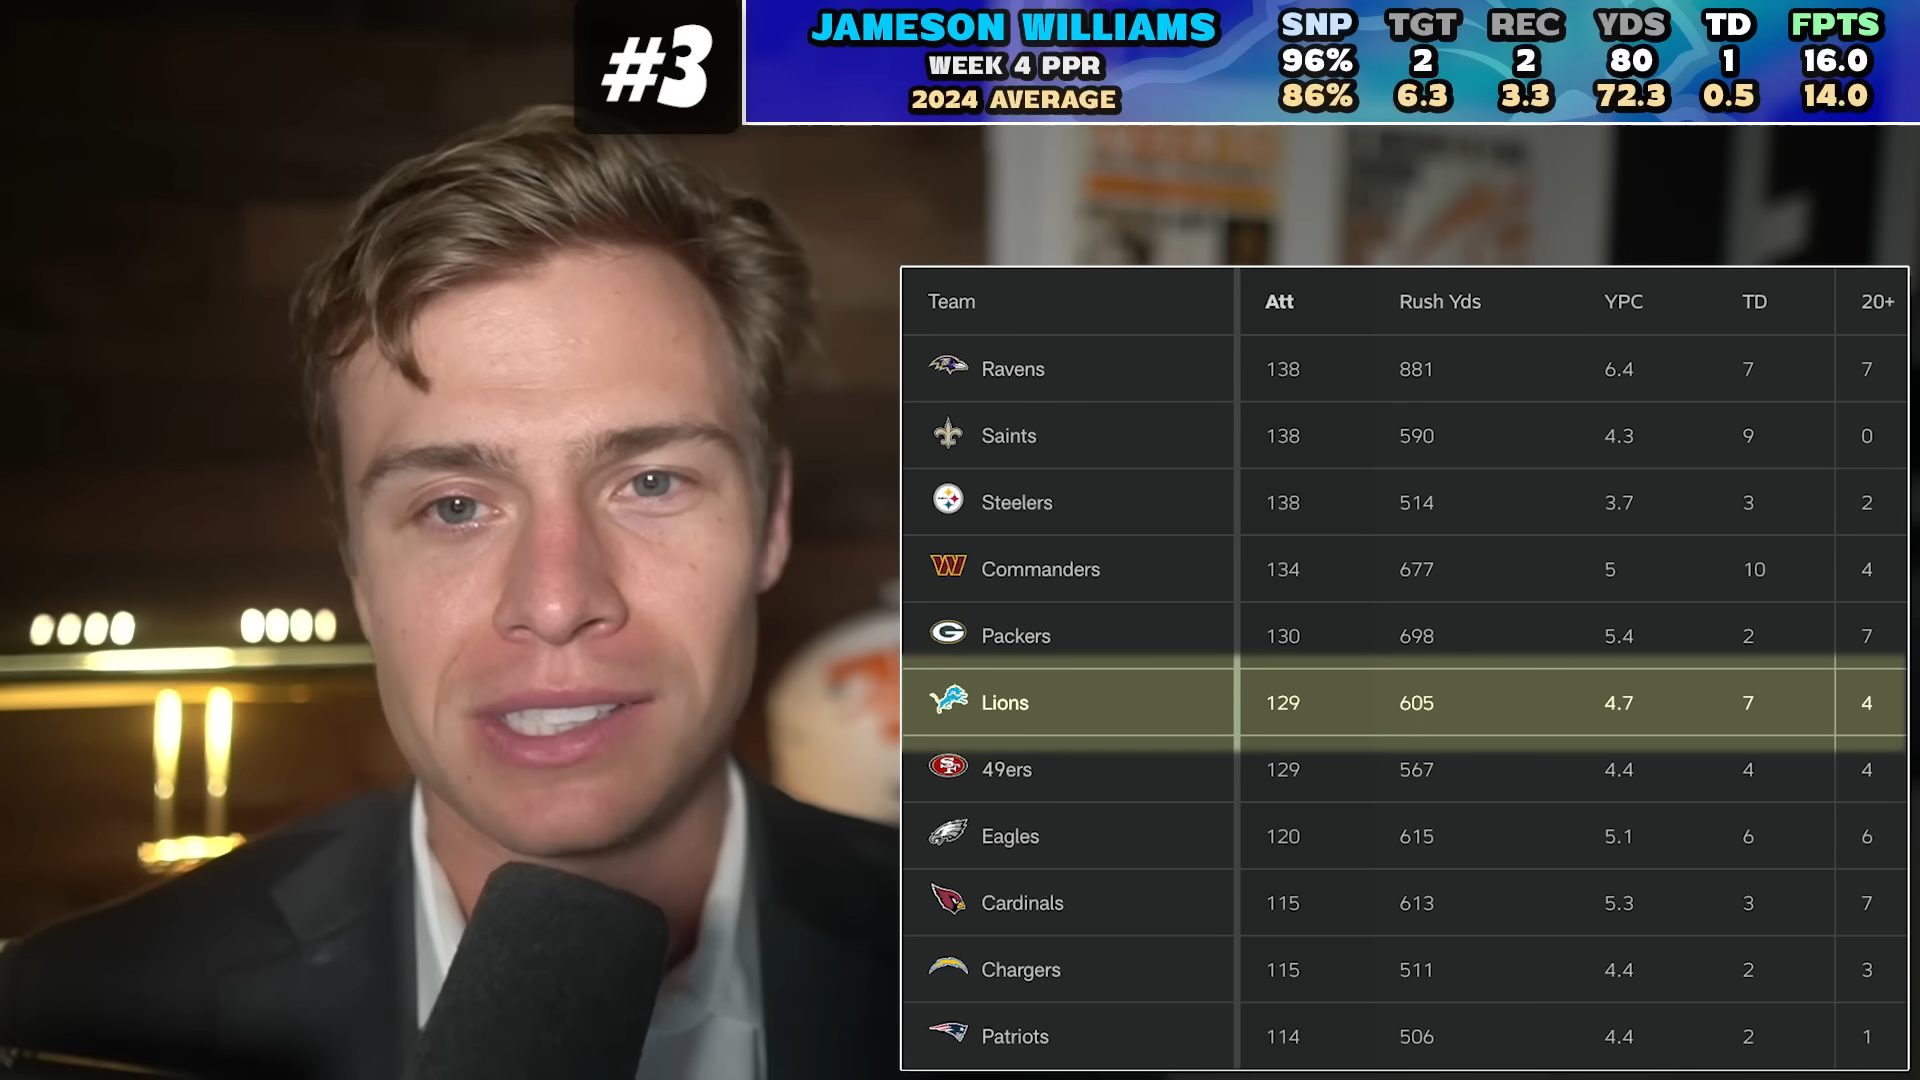 #3
JAMESON WILLIAMS SNP TGT REC YDS TD FPTS
WEEK 4 PPR 96% 2 2 80 1 16.0
2024 AVERAGE 86% 6.3 3.3 72.3 0.5 14.0
Team Att Rush Yds YPC TD 20+
Ravens 138 881 6.4 7 7
Saints 138 590 4.3 9 0
Steelers 138 514 3.7 3 2
Commanders 134 677 5 10 4
Packers 130 698 5.4 2 7
Lions 129 605 4.7 7 4
49ers 129 567 4.4 4 4
Eagles 120 615 5.1 6 6
Cardinals 115 613 5.3 3 7
Chargers 115 511 4.4 2 3
Patriots 114 506 4.4 2 1